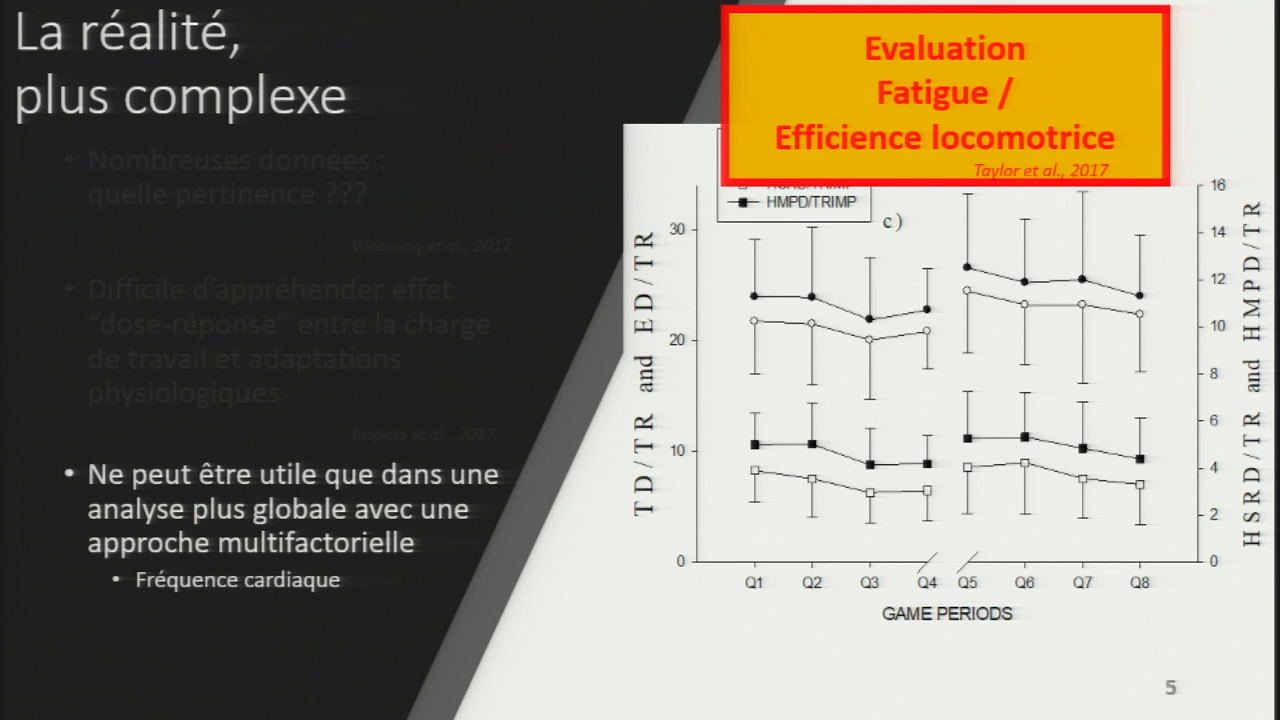 La réalité,
plus complexe
• Nombreuses données :
quelle pertinence ???
Weawing et al., 2017
• Difficile d'appréhender effet
“dose-réponse” entre la charge
de travail et adaptations
physiologiques
Jaspers et al., 2017
• Ne peut être utile que dans une
analyse plus globale avec une
approche multifactorielle
• Fréquence cardiaque
Evaluation
Fatigue /
Efficience locomotrice
Taylor et al., 2017
HMPD/TRIMP
c)
TD/TR and ED/TR
30
20
10
0
16
14
12
10
8
6
4
2
0
HSRD/TR and HMPD/TR
Q1 Q2 Q3 Q4 Q5 Q6 Q7 Q8
GAME PERIODS
5